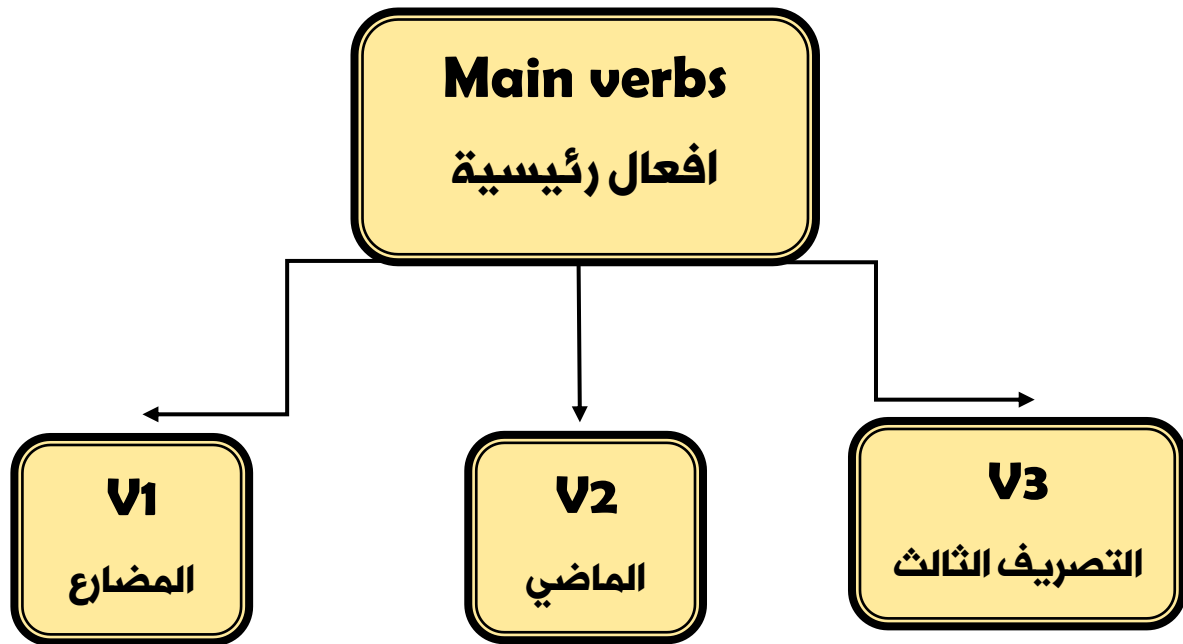 Main verbs
افعال رئيسية
V1
المضارع
V2
الماضي
V3
التصريف الثالث